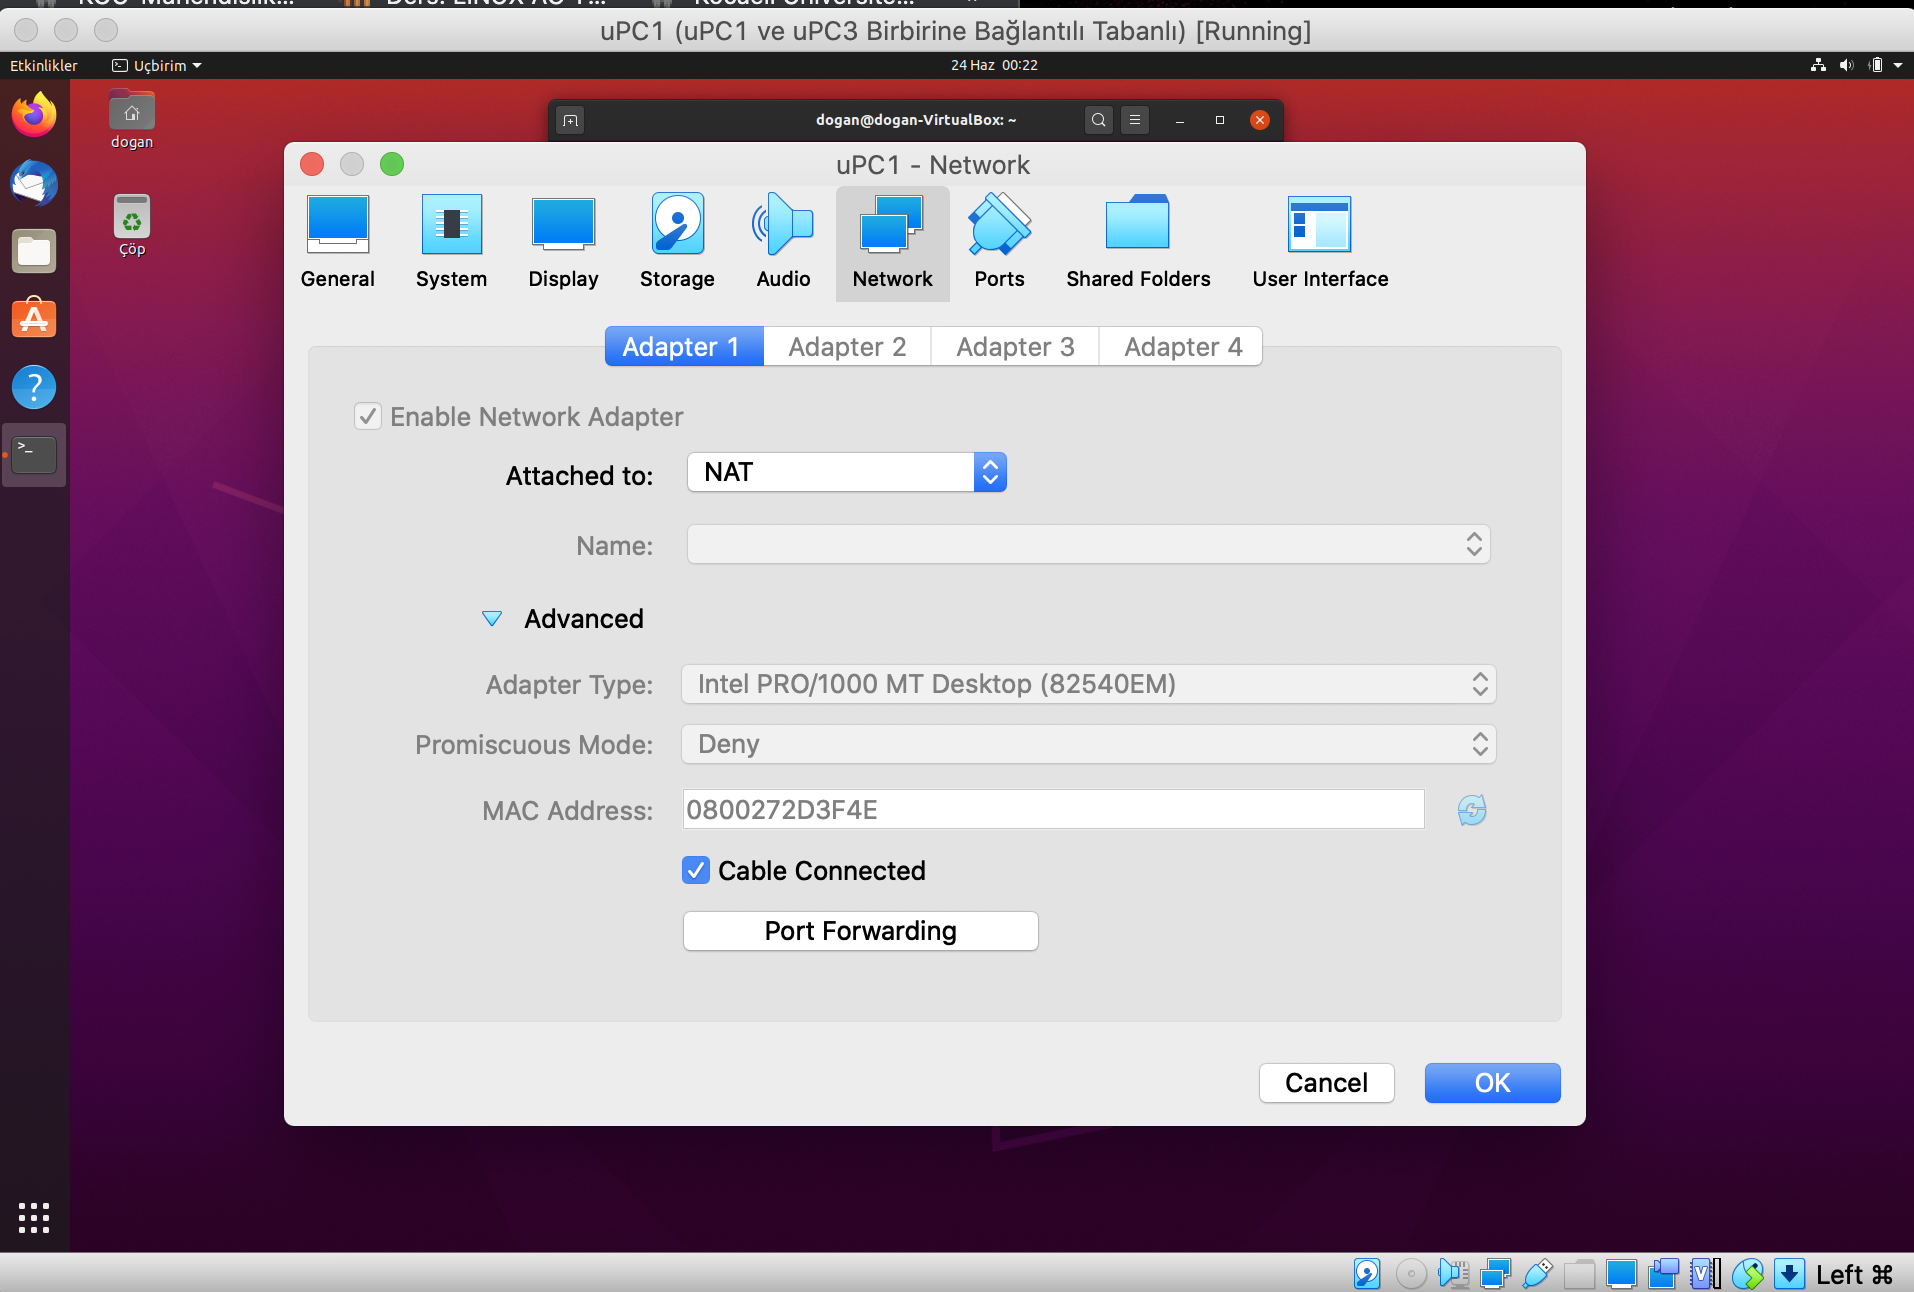 uPC1 (uPC1 ve uPC3 Birbirine Bağlantılı Tabanlı) [Running]
Etkinlikler
Uçbirim
24 Haz 00:22
dogan
Çöp
dogan@dogan-VirtualBox: ~
uPC1 - Network
General
System
Display
Storage
Audio
Network
Ports
Shared Folders
User Interface
Adapter 1
Adapter 2
Adapter 3
Adapter 4
Enable Network Adapter
Attached to:
NAT
Name:
Advanced
Adapter Type:
Intel PRO/1000 MT Desktop (82540EM)
Promiscuous Mode:
Deny
MAC Address:
0800272D3F4E
Cable Connected
Port Forwarding
Cancel
OK
Left ⌘